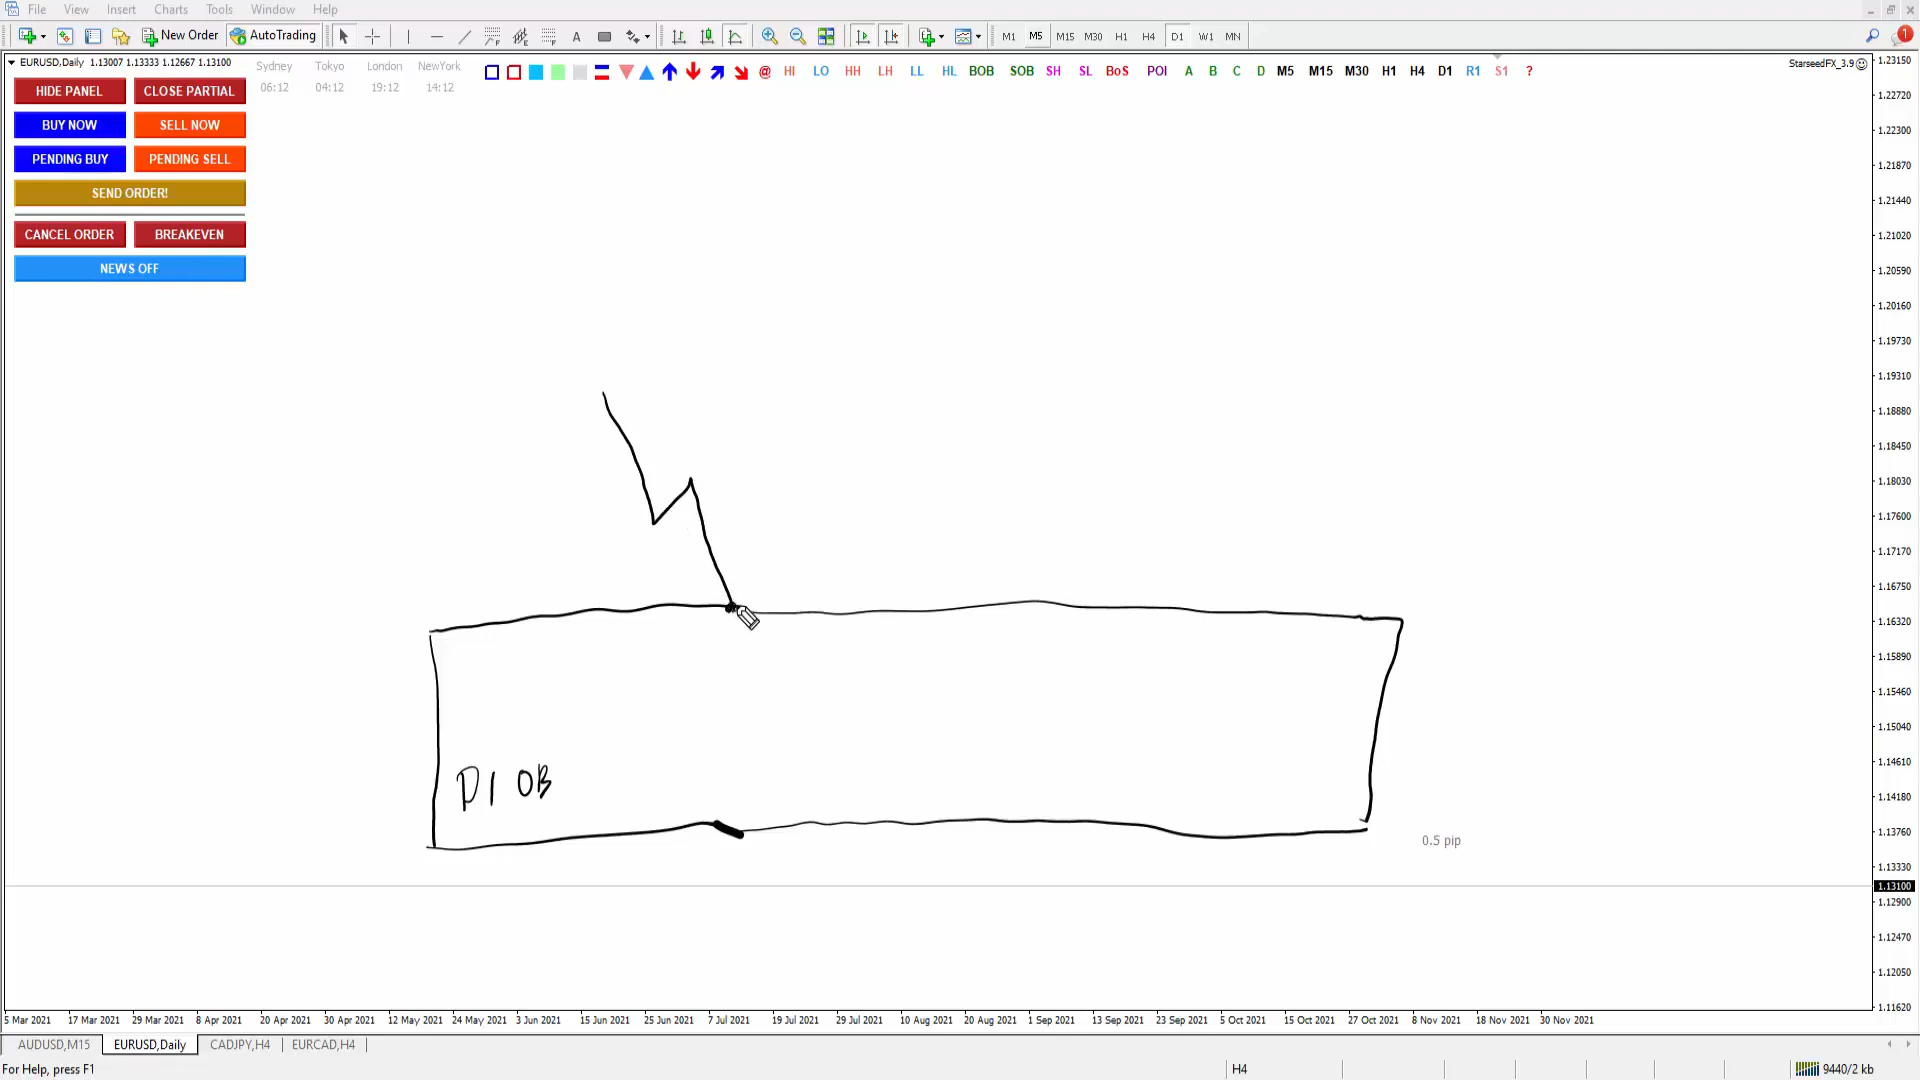 File View Insert Charts Tools Window Help
New Order AutoTrading A M1 M5 M15 M30 H1 H4 D1 W1 MN 1
EURUSD,Daily 1.13007 1.13333 1.12667 1.13100
Sydney Tokyo London NewYork
06:12 04:12 19:12 14:12
@ HI LO HH LH LL HL BOB SOB SH SL BoS POI A B C D M5 M15 M30 H1 H4 D1 R1 S1 ?
StarseedFX_3.9
HIDE PANEL CLOSE PARTIAL
BUY NOW SELL NOW
PENDING BUY PENDING SELL
SEND ORDER!
CANCEL ORDER BREAKEVEN
NEWS OFF
1.23150
1.22720
1.22300
1.21870
1.21440
1.21020
1.20590
1.20160
1.19730
1.19310
1.18880
1.18450
1.18030
1.17600
1.17170
1.16750
1.16320
1.15890
1.15460
1.15040
1.14610
1.14180
1.13760
1.13330
1.13100
1.12900
1.12470
1.12050
1.11620
D1 OB
0.5 pip
5 Mar 2021 17 Mar 2021 29 Mar 2021 8 Apr 2021 20 Apr 2021 30 Apr 2021 12 May 2021 24 May 2021 3 Jun 2021 15 Jun 2021 25 Jun 2021 7 Jul 2021 19 Jul 2021 29 Jul 2021 10 Aug 2021 20 Aug 2021 1 Sep 2021 13 Sep 2021 23 Sep 2021 5 Oct 2021 15 Oct 2021 27 Oct 2021 8 Nov 2021 18 Nov 2021 30 Nov 2021
AUDUSD,M15 EURUSD,Daily CADJPY,H4 EURCAD,H4
For Help, press F1 H4 9440/2 kb